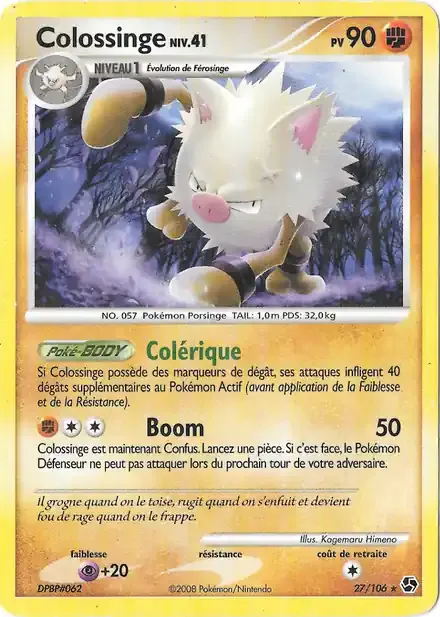 Colossinge NIV.41 PV 90
NIVEAU 1 Évolution de Férosinge
NO. 057 Pokémon Porsinge TAIL: 1,0m PDS: 32,0kg
Poké-BODY Colérique
Si Colossinge possède des marqueurs de dégât, ses attaques infligent 40
dégâts supplémentaires au Pokémon Actif (avant application de la Faiblesse
et de la Résistance).
Boom 50
Colossinge est maintenant Confus. Lancez une pièce. Si c'est face, le Pokémon
Défenseur ne peut pas attaquer lors du prochain tour de votre adversaire.
Il grogne quand on le toise, rugit quand on s'enfuit et devient
fou de rage quand on le frappe.
Illus. Kagemaru Himeno
faiblesse résistance coût de retraite
+20
DPBP#062 ©2008 Pokémon/Nintendo 27/106 ★